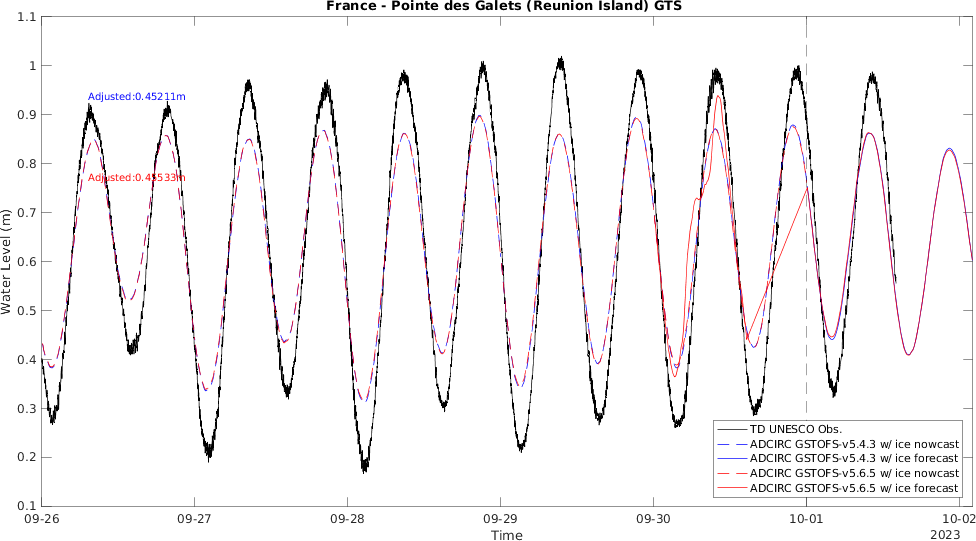 France - Pointe des Galets (Reunion Island) GTS
1.1
1
0.9
0.8
0.7
0.6
0.5
0.4
0.3
0.2
0.1
Water Level (m)
Adjusted:0.45211m
Adjusted:0.45533m
TD UNESCO Obs.
ADCIRC GSTOFS-v5.4.3 w/ ice nowcast
ADCIRC GSTOFS-v5.4.3 w/ ice forecast
ADCIRC GSTOFS-v5.6.5 w/ ice nowcast
ADCIRC GSTOFS-v5.6.5 w/ ice forecast
09-26 09-27 09-28 09-29 09-30 10-01 10-02
Time
2023